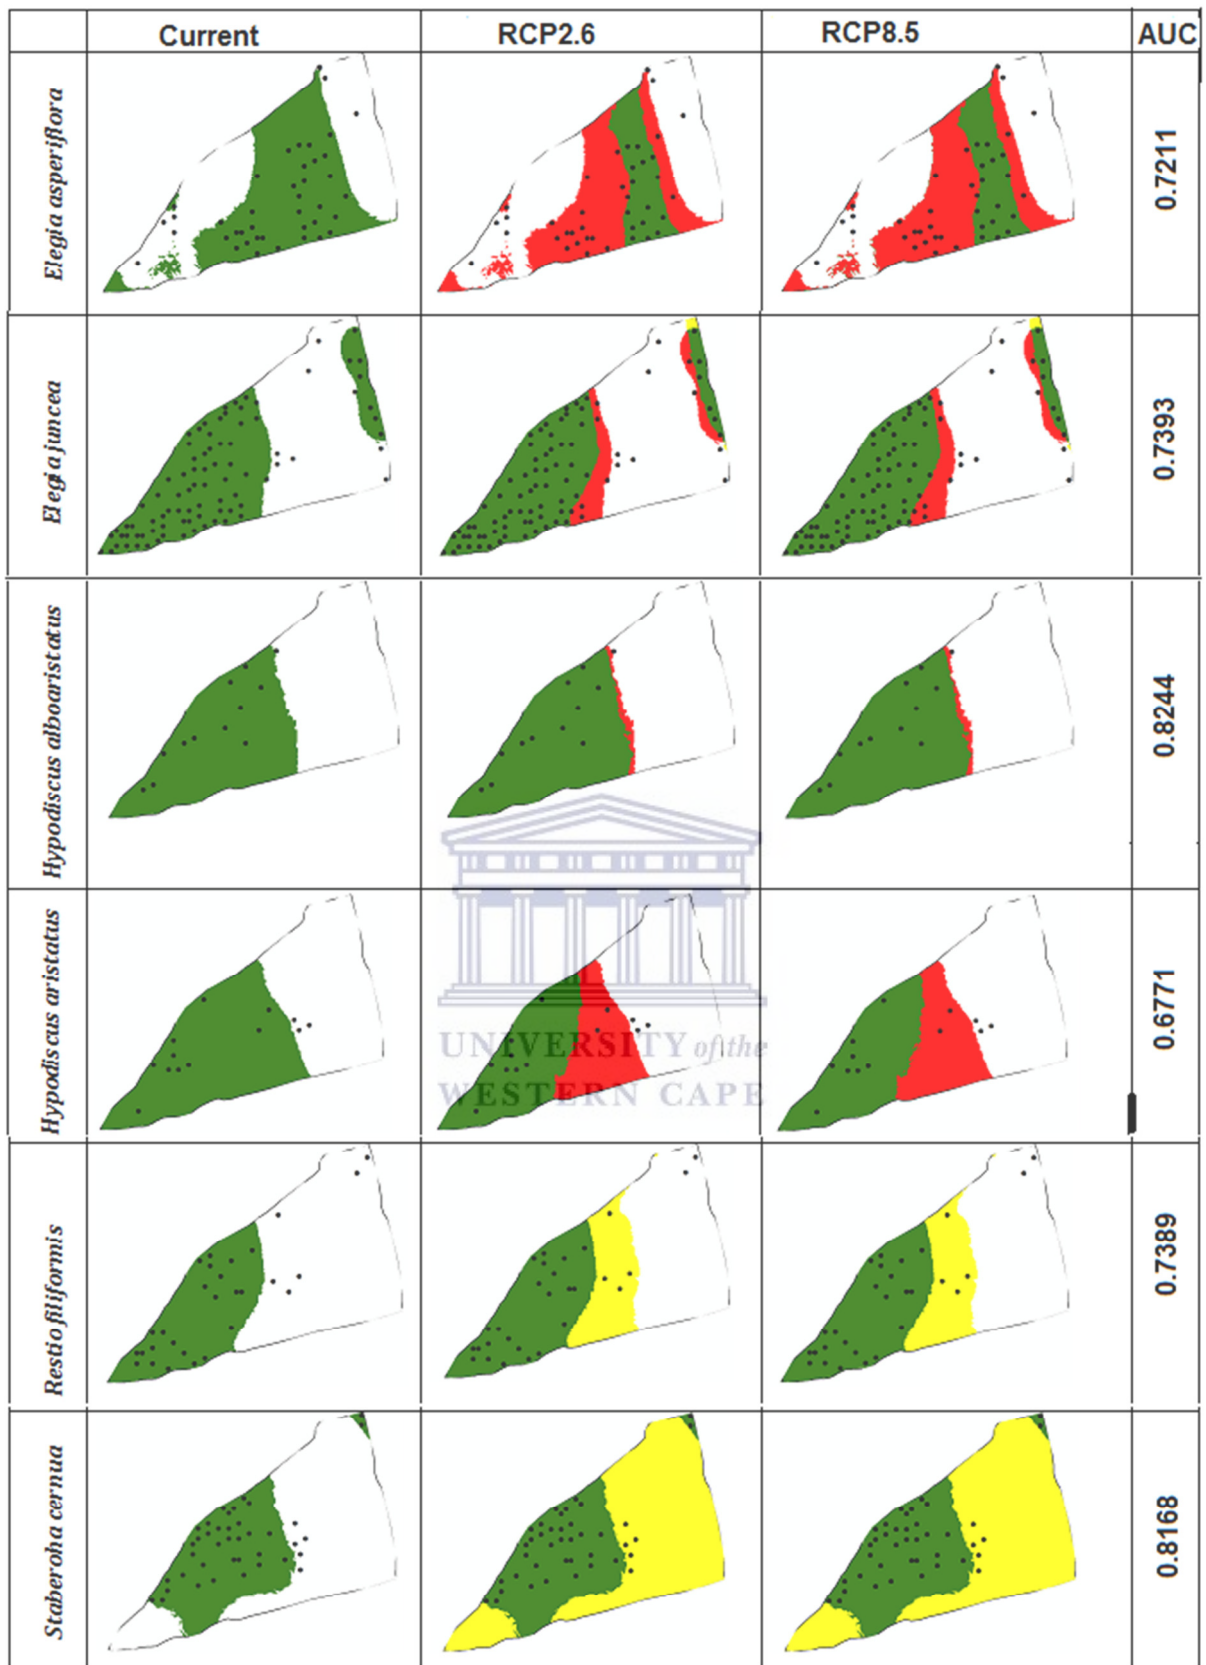 Current RCP2.6 RCP8.5 AUC
Elegia asperiflora 0.7211
Elegia juncea 0.7393
Hypodiscus alboaristatus 0.8244
Hypodiscus aristatus 0.6771
UNIVERSITY of the
WESTERN CAPE
Restio filiformis 0.7389
Staberoha cernua 0.8168